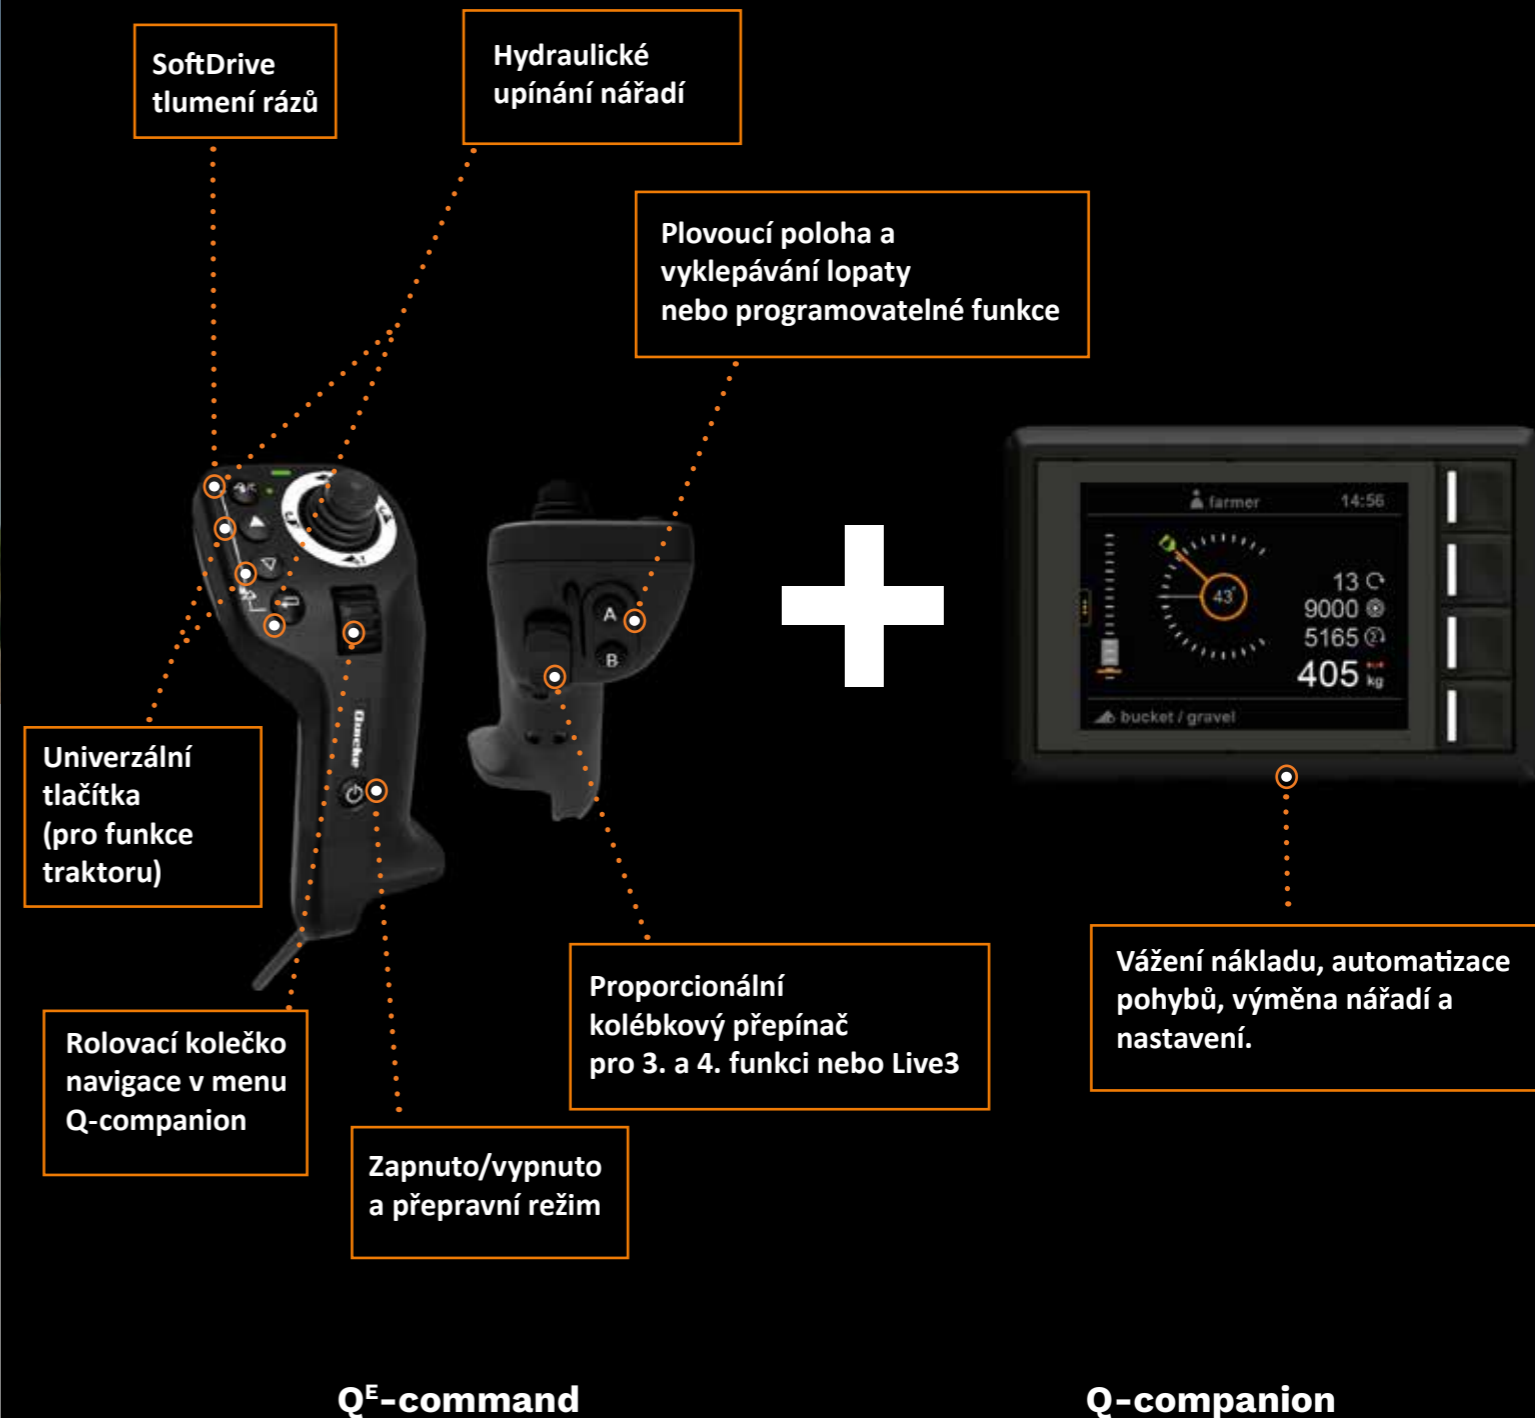 SoftDrive
tlumení rázů
Hydraulické
upínání nářadí
Plovoucí poloha a
vyklepávání lopaty
nebo programovatelné funkce
A
B
Quicke
farmer 14:56
43°
13
9000
5165
405 kg
bucket / gravel
Univerzální
tlačítka
(pro funkce
traktoru)
Rolovací kolečko
navigace v menu
Q-companion
Zapnuto/vypnuto
a přepravní režim
Proporcionální
kolébkový přepínač
pro 3. a 4. funkci nebo Live3
Vážení nákladu, automatizace
pohybů, výměna nářadí a
nastavení.
Qᴱ-command
Q-companion